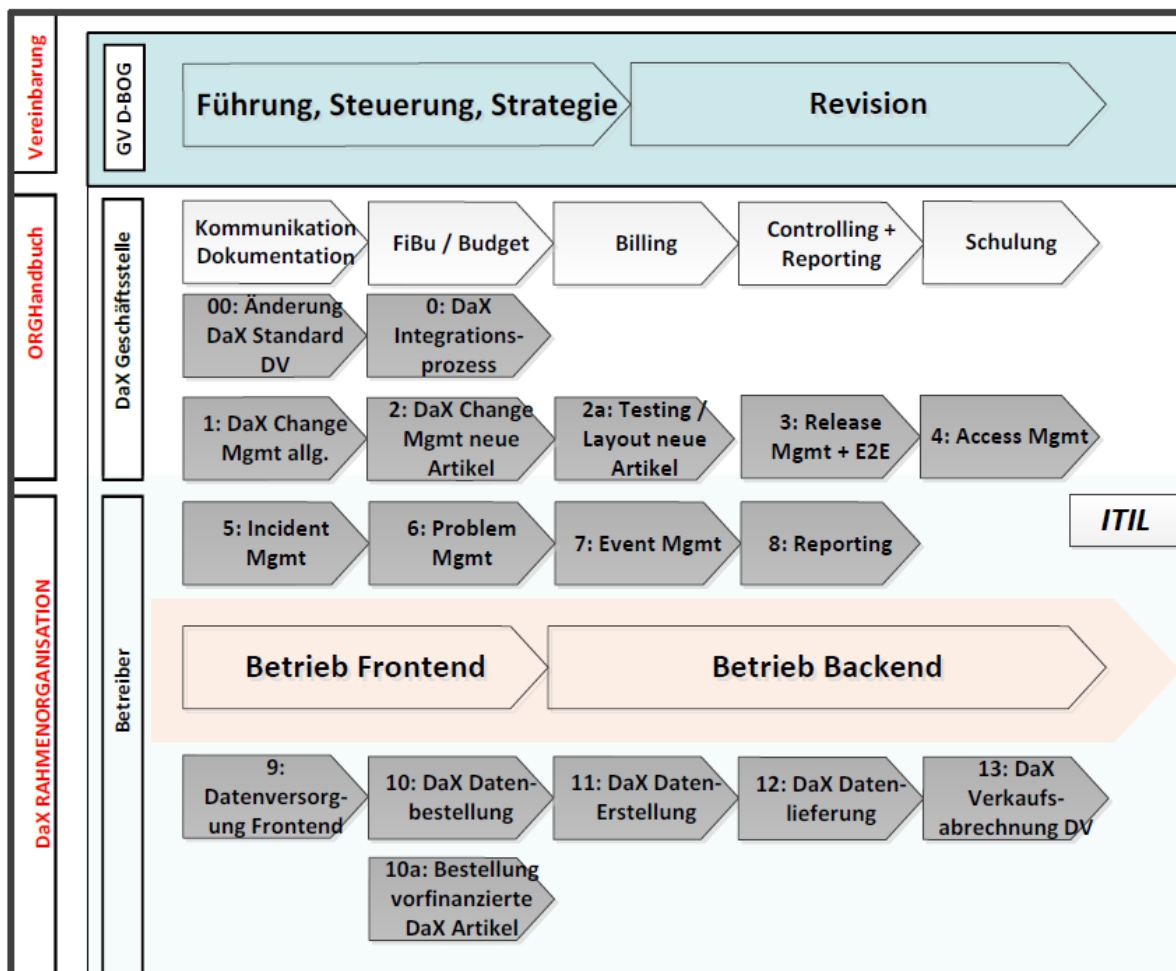 Vereinbarung
GV D-BOG
Führung, Steuerung, Strategie
Revision
ORGHandbuch
DaX Geschäftsstelle
Kommunikation
Dokumentation
FiBu / Budget
Billing
Controlling +
Reporting
Schulung
00: Änderung
DaX Standard
DV
0: DaX
Integrations-
prozess
1: DaX Change
Mgmt allg.
2: DaX Change
Mgmt neue
Artikel
2a: Testing /
Layout neue
Artikel
3: Release
Mgmt + E2E
4: Access Mgmt
DaX RAHMENORGANISATION
Betreiber
5: Incident
Mgmt
6: Problem
Mgmt
7: Event Mgmt
8: Reporting
ITIL
Betrieb Frontend
Betrieb Backend
9:
Datenversorg-
ung Frontend
10: DaX Daten-
bestellung
11: DaX Daten-
Erstellung
12: DaX Daten-
lieferung
13: DaX
Verkaufs-
abrechnung DV
10a: Bestellung
vorfinanzierte
DaX Artikel